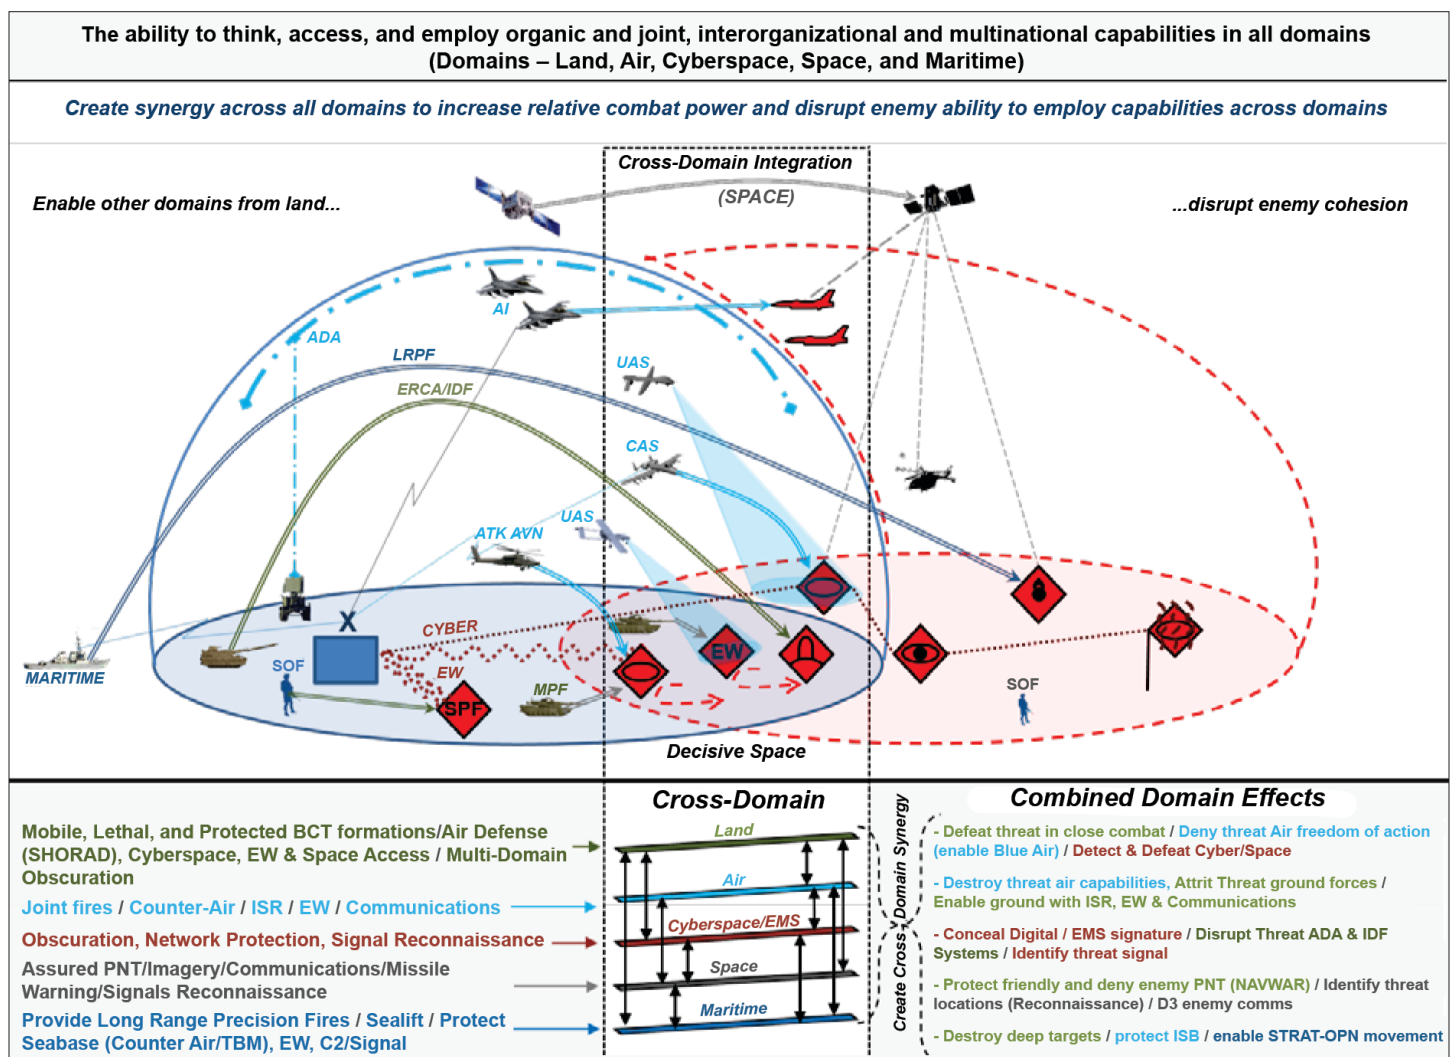 The ability to think, access, and employ organic and joint, interorganizational and multinational capabilities in all domains
(Domains – Land, Air, Cyberspace, Space, and Maritime)
Create synergy across all domains to increase relative combat power and disrupt enemy ability to employ capabilities across domains
Cross-Domain Integration
(SPACE)
Enable other domains from land...
...disrupt enemy cohesion
AI
ADA
LRPF
UAS
ERCA/IDF
CAS
UAS
ATK AVN
X
CYBER
EW
SOF
EW
MARITIME
SPF
MPF
SOF
Decisive Space
Cross-Domain
Combined Domain Effects
Mobile, Lethal, and Protected BCT formations/Air Defense
(SHORAD), Cyberspace, EW & Space Access / Multi-Domain
Obscuration
Joint fires / Counter-Air / ISR / EW / Communications
Obscuration, Network Protection, Signal Reconnaissance
Assured PNT/Imagery/Communications/Missile
Warning/Signals Reconnaissance
Provide Long Range Precision Fires / Sealift / Protect
Seabase (Counter Air/TBM), EW, C2/Signal
Land
Air
Cyberspace/EMS
Space
Maritime
Create Cross - Domain Synergy
- Defeat threat in close combat / Deny threat Air freedom of action
(enable Blue Air) / Detect & Defeat Cyber/Space
- Destroy threat air capabilities, Attrit Threat ground forces /
Enable ground with ISR, EW & Communications
- Conceal Digital / EMS signature / Disrupt Threat ADA & IDF
Systems / Identify threat signal
- Protect friendly and deny enemy PNT (NAVWAR) / Identify threat
locations (Reconnaissance) / D3 enemy comms
- Destroy deep targets / protect ISB / enable STRAT-OPN movement